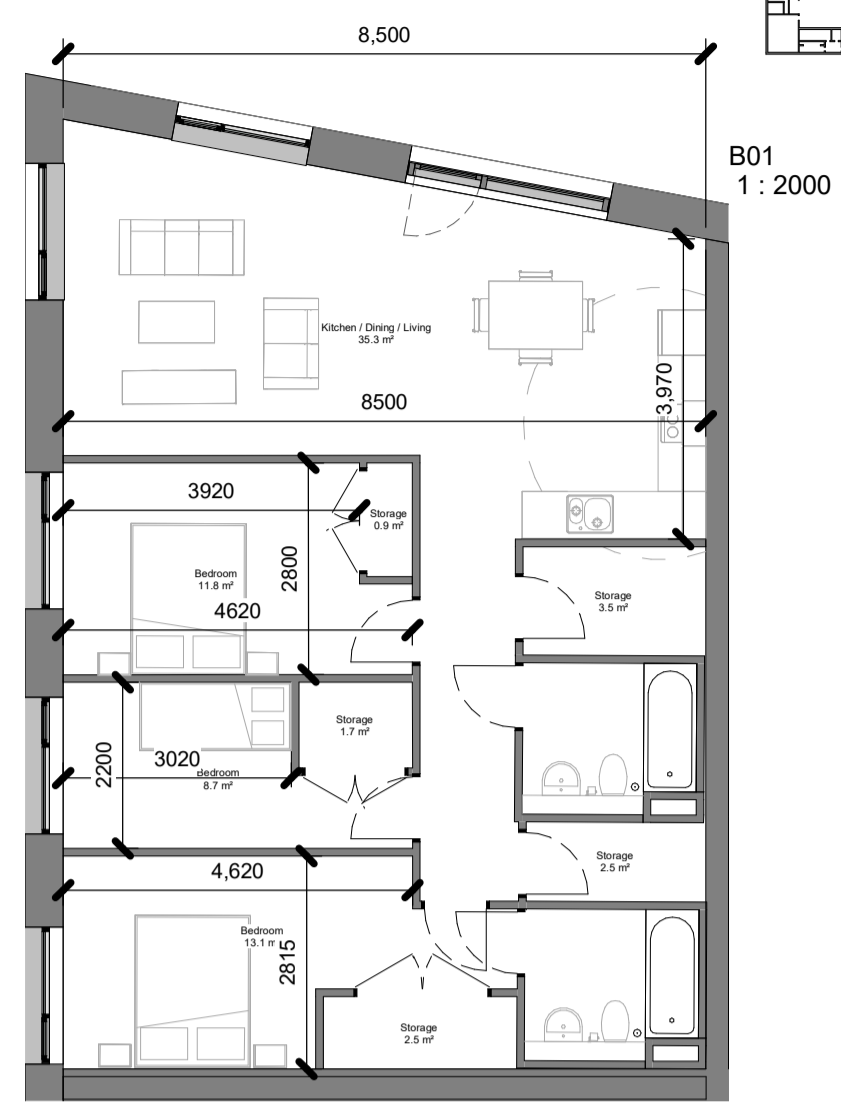 8,500
B01
1 : 2000
Kitchen / Dining / Living
35.3 m²
3,970
8500
3920
Storage
0.9 m²
2800
Bedroom
11.8 m²
4620
Storage
3.5 m²
Storage
1.7 m²
2200
3020
Bedroom
8.7 m²
Storage
2.5 m²
4,620
Bedroom
13.1 m
2815
Storage
2.5 m²